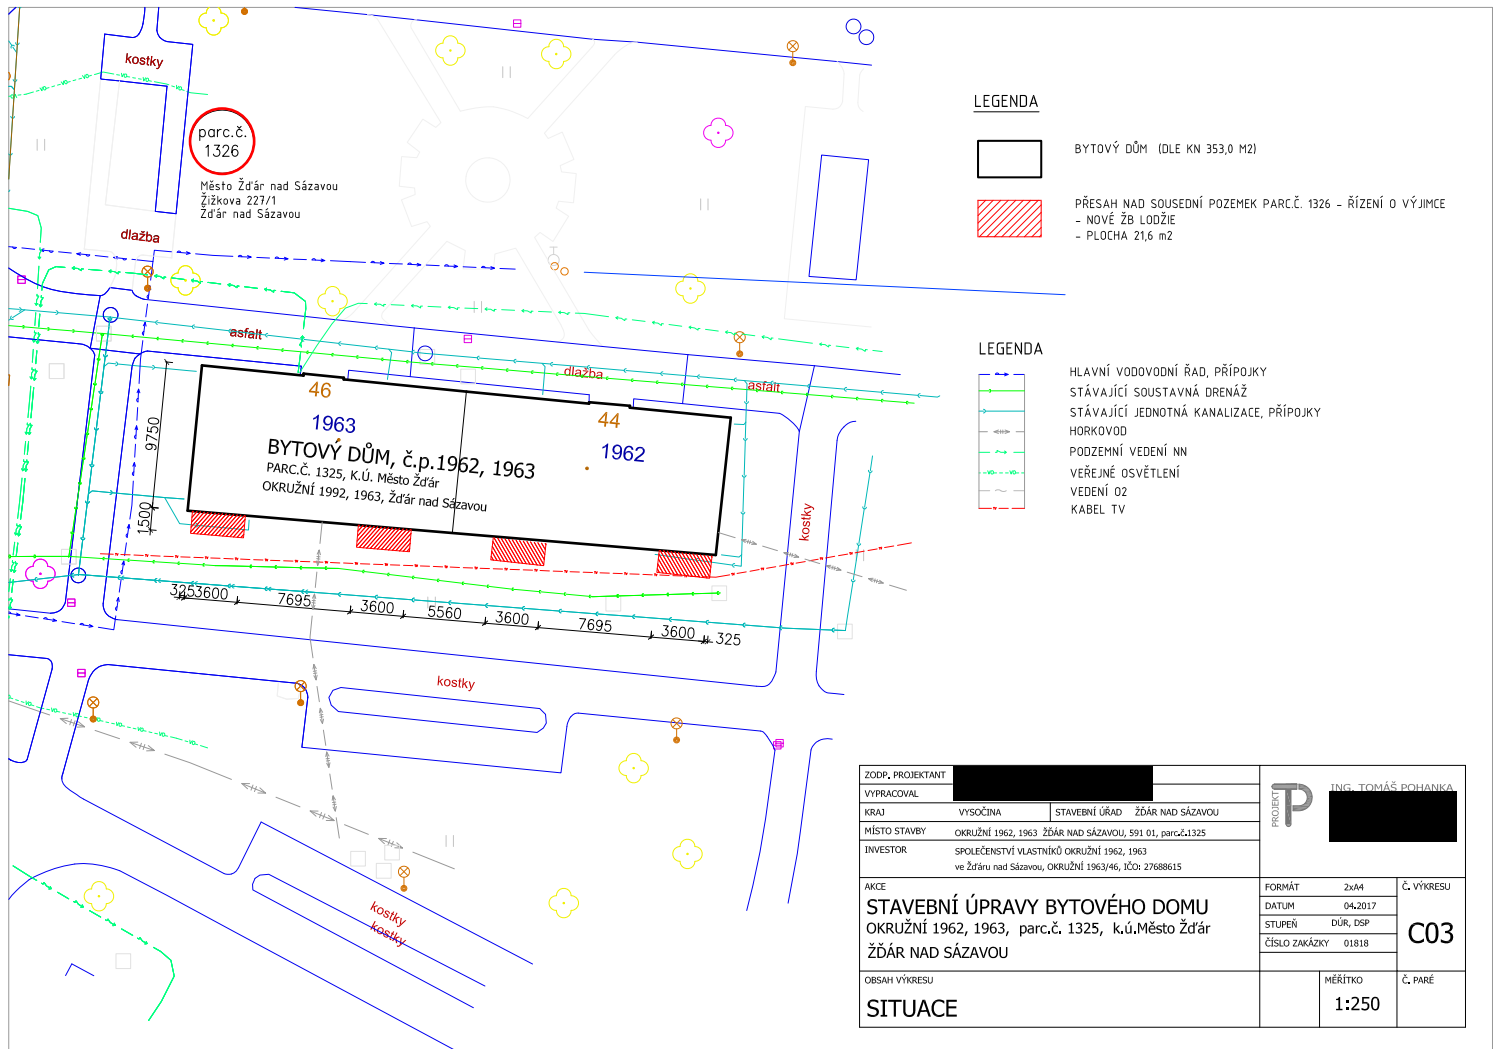 kostky
parc.č.
1326
Město Žďár nad Sázavou
Žižkova 227/1
Žďár nad Sázavou
dlažba
asfalt
dlažba
asfalt
46
1963
44
1962
BYTOVÝ DŮM, č.p.1962, 1963
PARC.Č. 1325, K.Ú. Město Žďár
OKRUŽNÍ 1992, 1963, Žďár nad Sázavou
9750
1500
kostky
325
3600
7695
3600
5560
3600
7695
3600
325
kostky
kostky
kostky
LEGENDA
BYTOVÝ DŮM (DLE KN 353,0 M2)
PŘESAH NAD SOUSEDNÍ POZEMEK PARC.Č. 1326 - ŘÍZENÍ O VÝJIMCE
- NOVÉ ŽB LODŽIE
- PLOCHA 21,6 m2
LEGENDA
HLAVNÍ VODOVODNÍ ŘAD, PŘÍPOJKY
STÁVAJÍCÍ SOUSTAVNÁ DRENÁŽ
STÁVAJÍCÍ JEDNOTNÁ KANALIZACE, PŘÍPOJKY
HORKOVOD
PODZEMNÍ VEDENÍ NN
VEŘEJNÉ OSVĚTLENÍ
VEDENÍ O2
KABEL TV
ZODP. PROJEKTANT
VYPRACOVAL
KRAJ VYSOČINA STAVEBNÍ ÚŘAD ŽĎÁR NAD SÁZAVOU
MÍSTO STAVBY OKRUŽNÍ 1962, 1963 ŽĎÁR NAD SÁZAVOU, 591 01, parc.č.1325
INVESTOR SPOLEČENSTVÍ VLASTNÍKŮ OKRUŽNÍ 1962, 1963
ve Žďáru nad Sázavou, OKRUŽNÍ 1963/46, IČO: 27688615
PROJEKT
ING. TOMÁŠ POHANKA
AKCE
STAVEBNÍ ÚPRAVY BYTOVÉHO DOMU
OKRUŽNÍ 1962, 1963, parc.č. 1325, k.ú.Město Žďár
ŽĎÁR NAD SÁZAVOU
FORMÁT 2xA4
DATUM 04.2017
STUPEŇ DÚR, DSP
ČÍSLO ZAKÁZKY 01818
Č. VÝKRESU
C03
OBSAH VÝKRESU
SITUACE
MĚŘÍTKO
1:250
Č. PARÉ